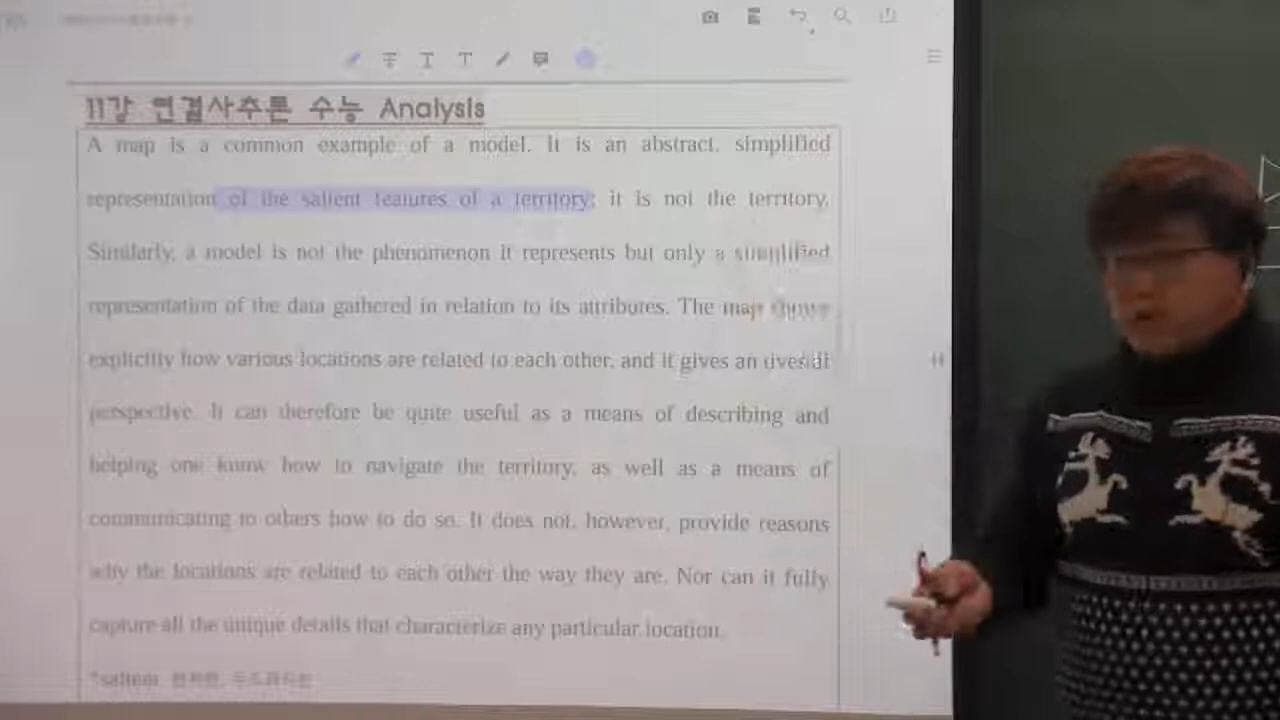 11강 연결사추론 수능 Analysis
A map is a common example of a model. It is an abstract, simplified
representation of the salient features of a territory; it is not the territory.
Similarly, a model is not the phenomenon it represents but only a simplified
representation of the data gathered in relation to its attributes. The map shows
explicitly how various locations are related to each other, and it gives an overall
perspective. It can therefore be quite useful as a means of describing and
helping one know how to navigate the territory, as well as a means of
communicating to others how to do so. It does not, however, provide reasons
why the locations are related to each other the way they are. Nor can it fully
capture all the unique details that characterize any particular location.
*salient